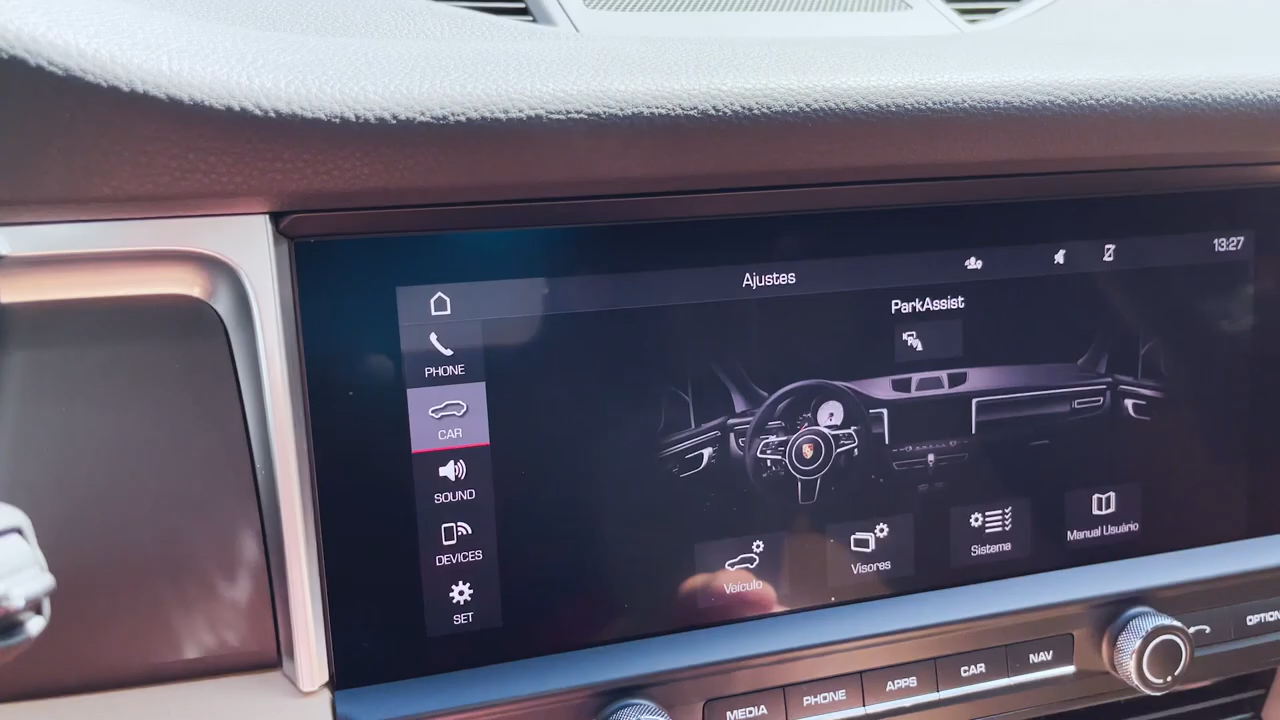 13:27
Ajustes
ParkAssist
PHONE
CAR
SOUND
DEVICES
SET
Veículo
Visores
Sistema
Manual Usuário
MEDIA
PHONE
APPS
CAR
NAV
OPTION